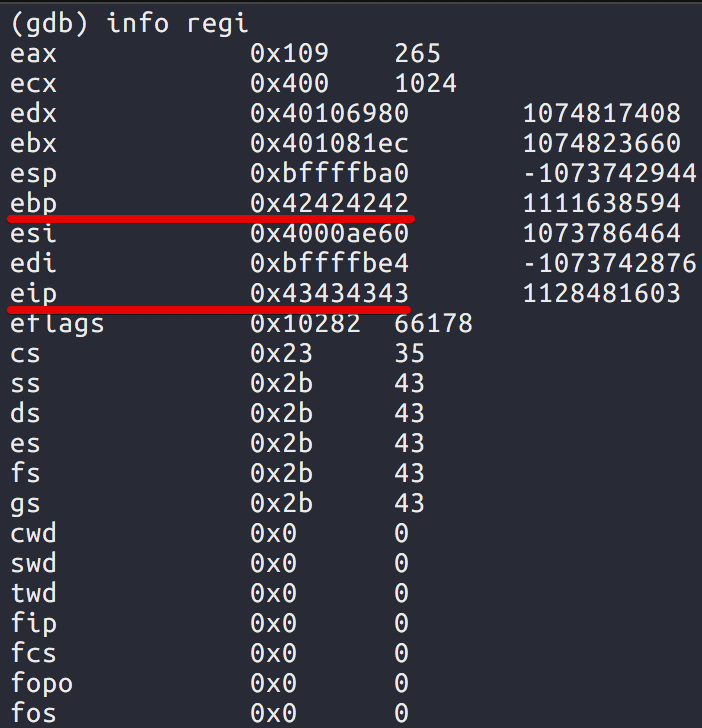 (gdb) info regi
eax 0x109 265
ecx 0x400 1024
edx 0x40106980 1074817408
ebx 0x401081ec 1074823660
esp 0xbffffba0 -1073742944
ebp 0x42424242 1111638594
esi 0x4000ae60 1073786464
edi 0xbffffbe4 -1073742876
eip 0x43434343 1128481603
eflags 0x10282 66178
cs 0x23 35
ss 0x2b 43
ds 0x2b 43
es 0x2b 43
fs 0x2b 43
gs 0x2b 43
cwd 0x0 0
swd 0x0 0
twd 0x0 0
fip 0x0 0
fcs 0x0 0
fopo 0x0 0
fos 0x0 0